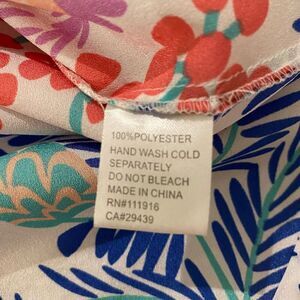 100%POLYESTER
HAND WASH COLD
SEPARATELY
DO NOT BLEACH
MADE IN CHINA
RN#111916
CA#29439